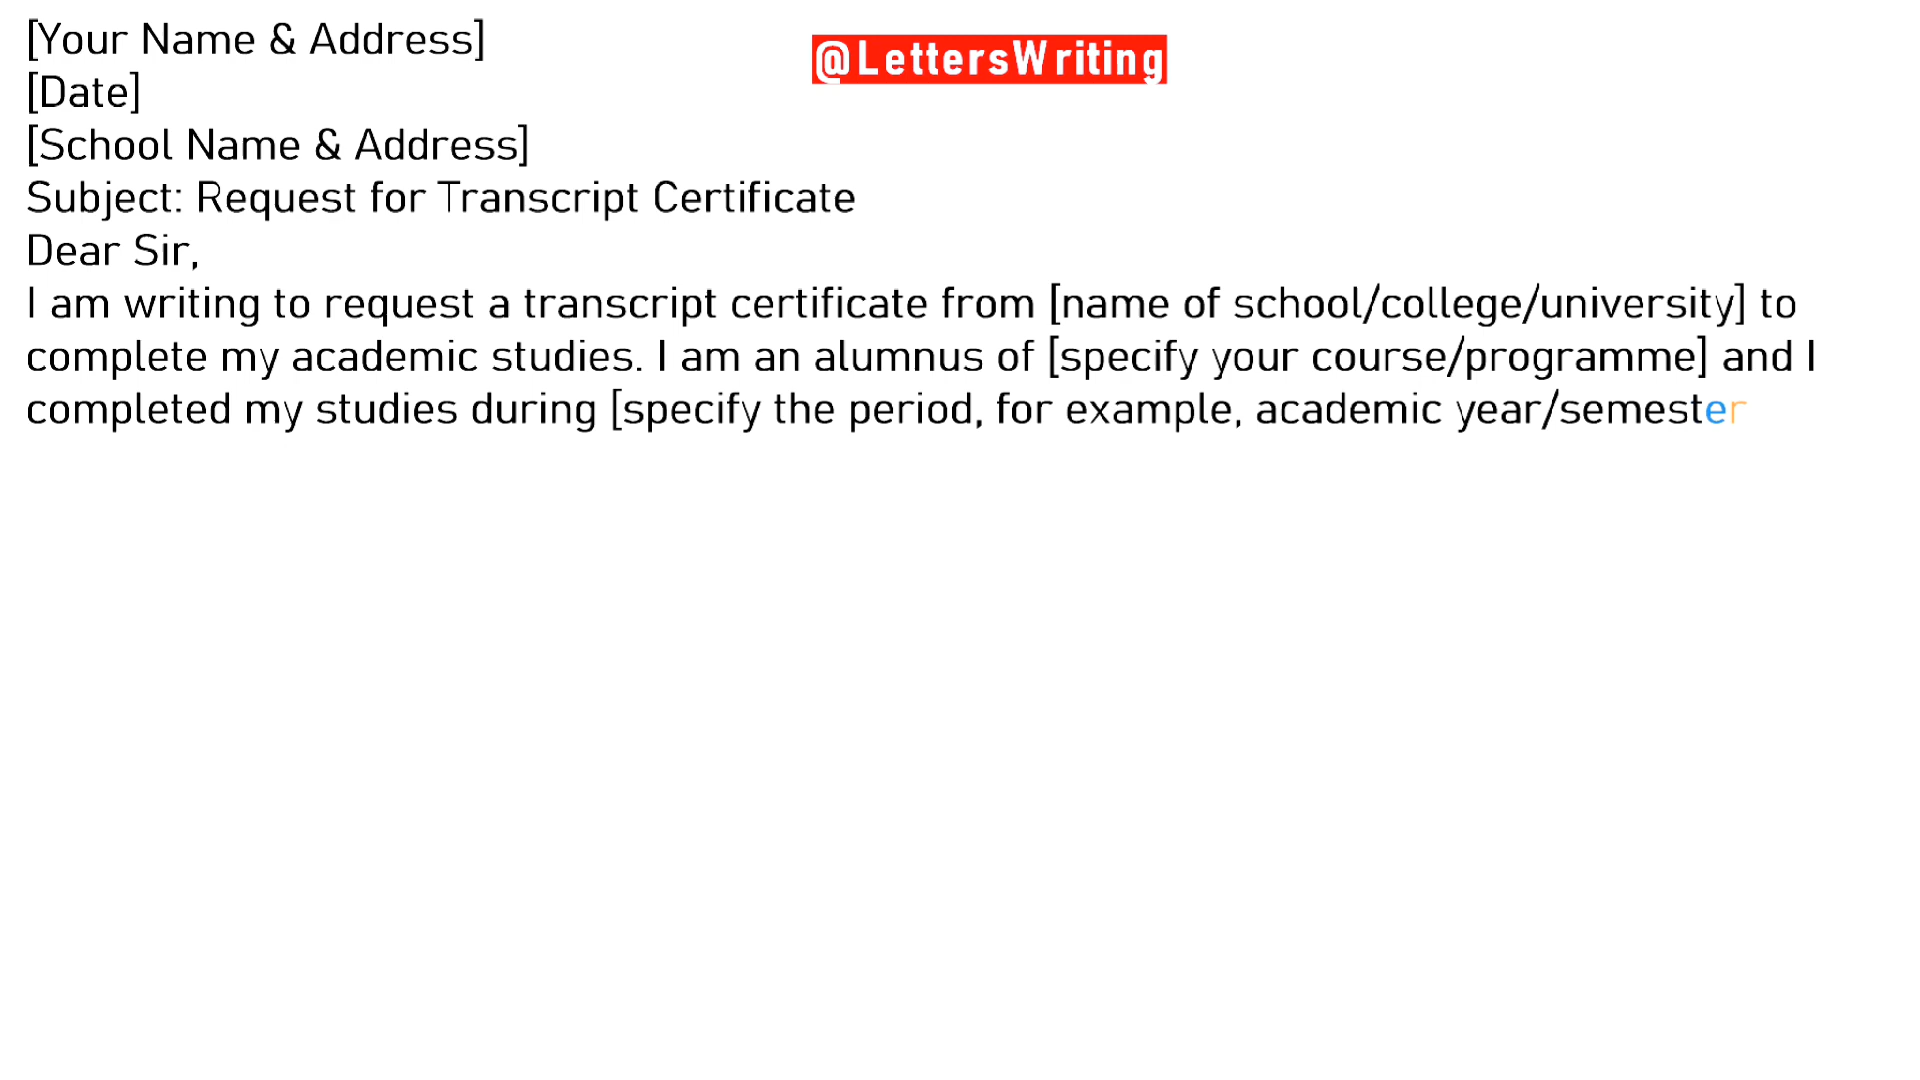 [Your Name & Address]
@LettersWriting
[Date]
[School Name & Address]
Subject: Request for Transcript Certificate
Dear Sir,
I am writing to request a transcript certificate from [name of school/college/university] to
complete my academic studies. I am an alumnus of [specify your course/programme] and I
completed my studies during [specify the period, for example, academic year/semester